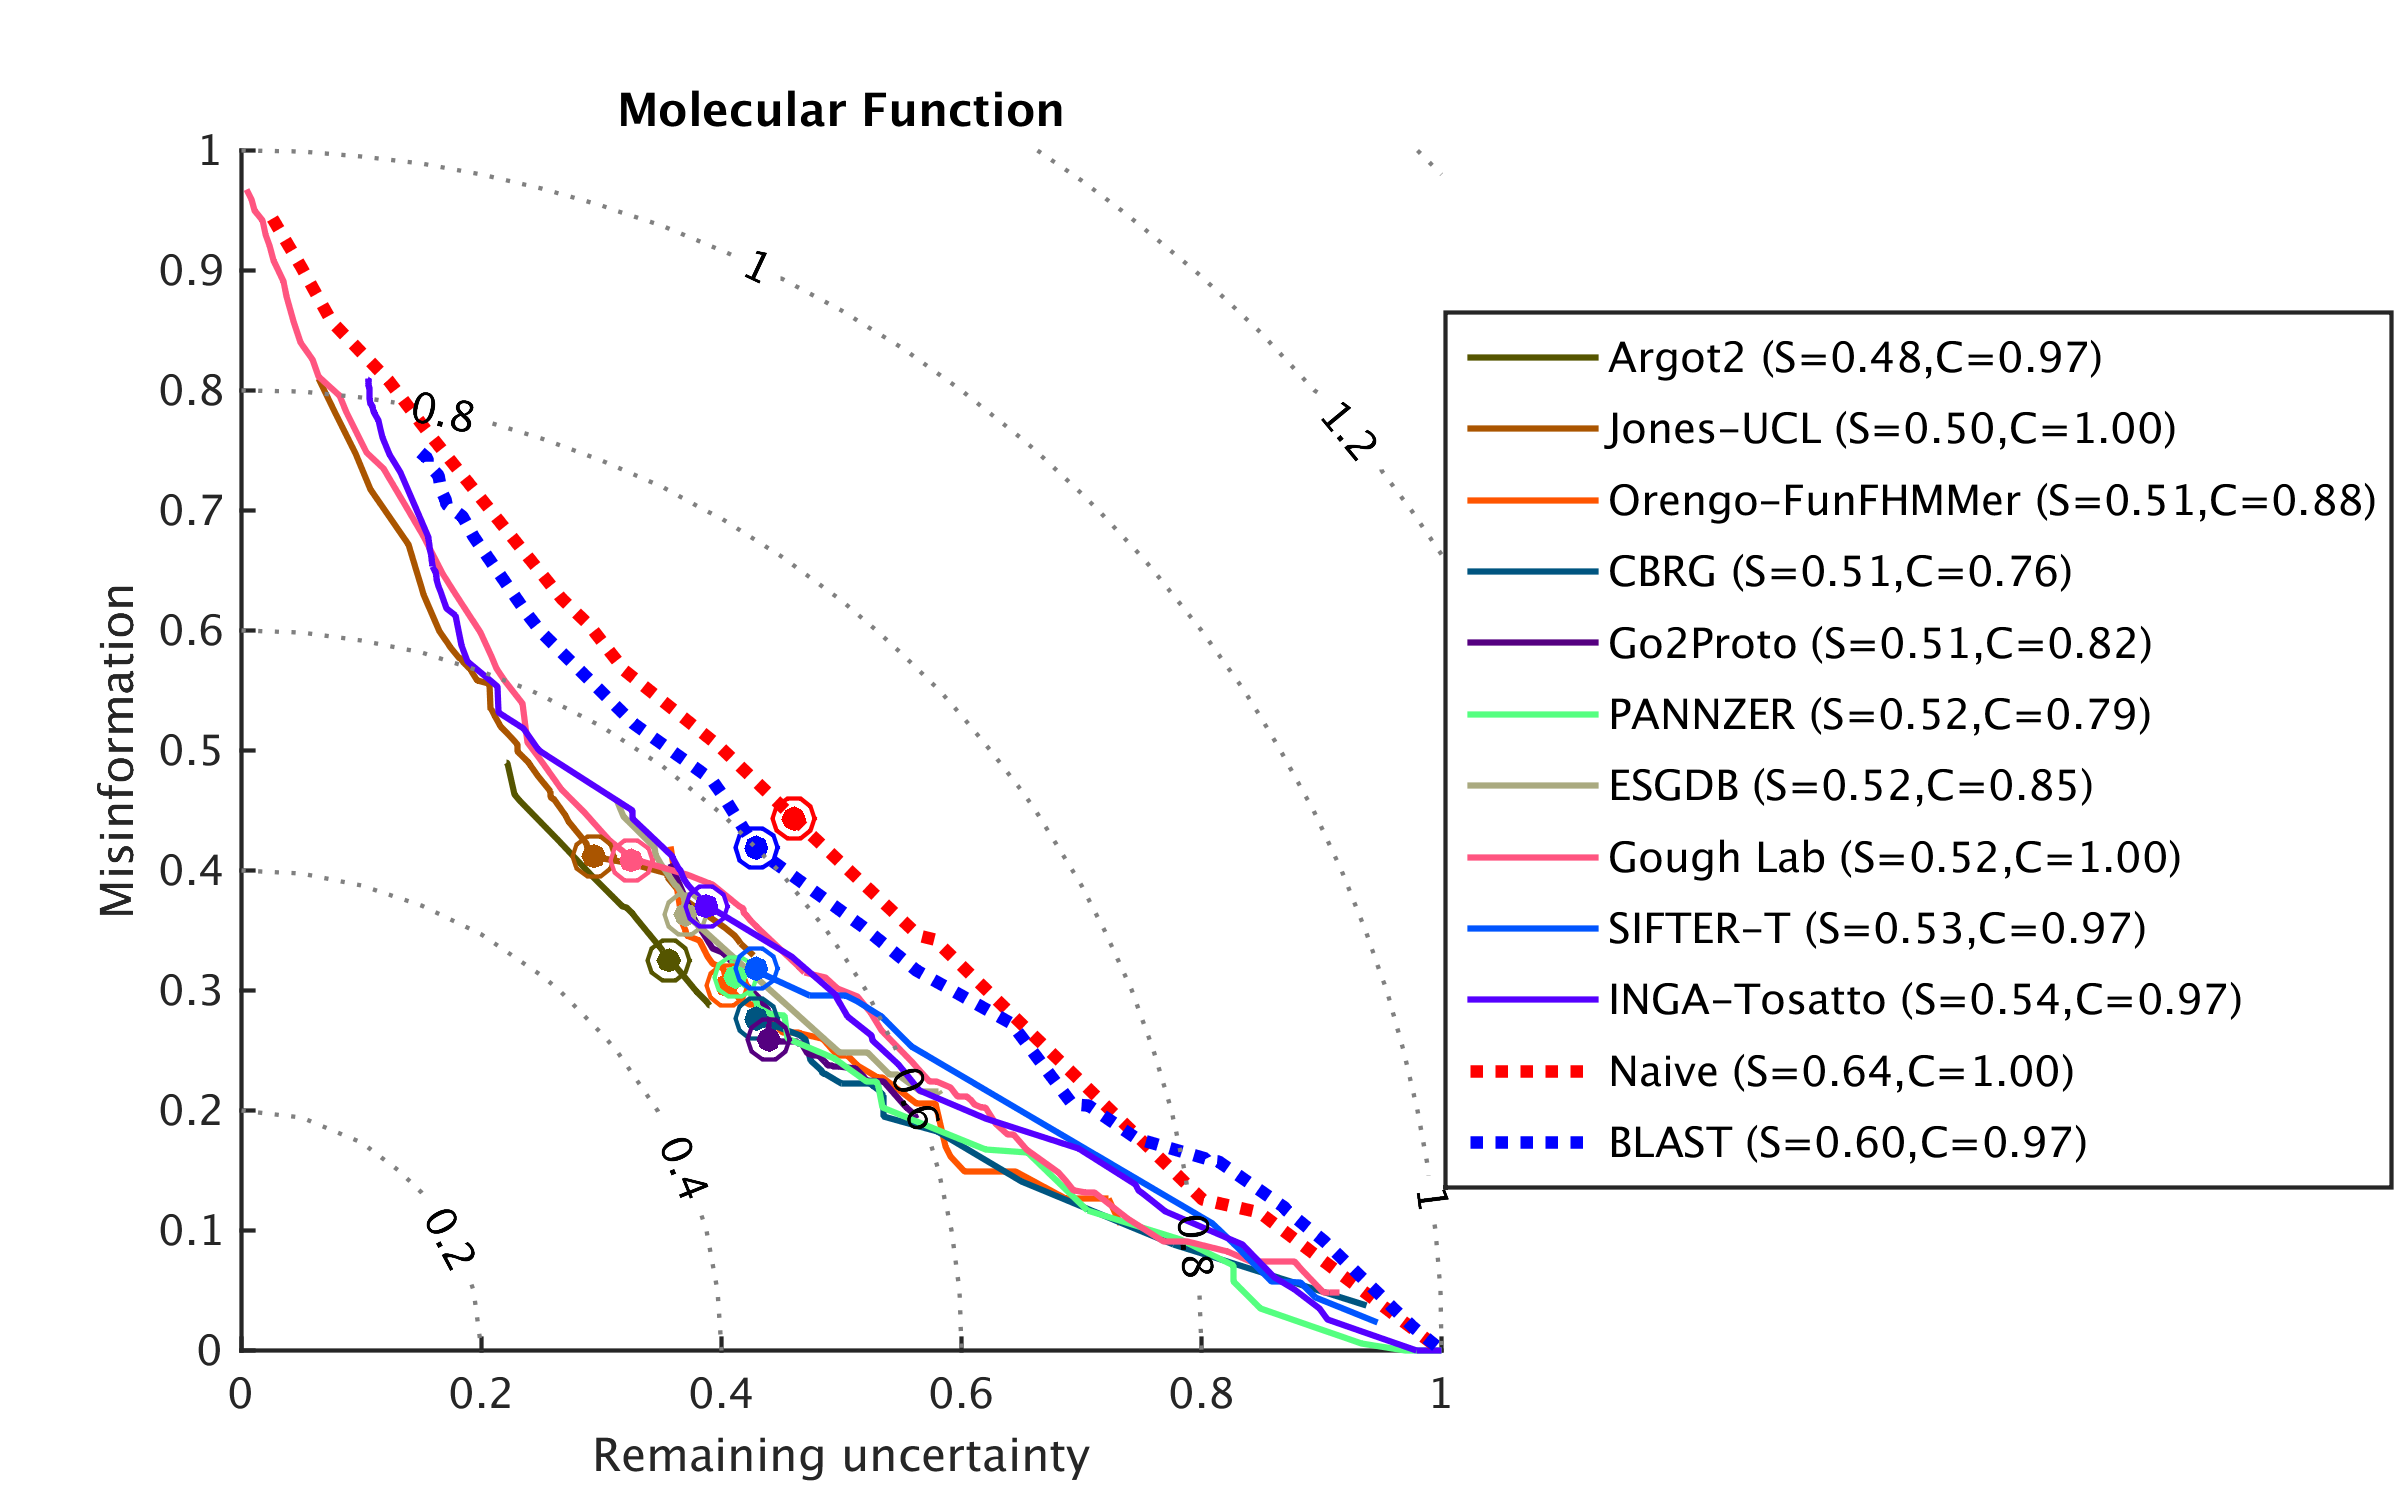 Molecular Function
1
0.9
0.8
0.7
0.6
0.5
0.4
0.3
0.2
0.1
0
Misinformation
0 0.2 0.4 0.6 0.8 1
Remaining uncertainty
1
0.8
1.2
0.6
0.4
0.2
0.8
1
Argot2 (S=0.48,C=0.97)
Jones-UCL (S=0.50,C=1.00)
Orengo-FunFHMMer (S=0.51,C=0.88)
CBRG (S=0.51,C=0.76)
Go2Proto (S=0.51,C=0.82)
PANNZER (S=0.52,C=0.79)
ESGDB (S=0.52,C=0.85)
Gough Lab (S=0.52,C=1.00)
SIFTER-T (S=0.53,C=0.97)
INGA-Tosatto (S=0.54,C=0.97)
Naive (S=0.64,C=1.00)
BLAST (S=0.60,C=0.97)